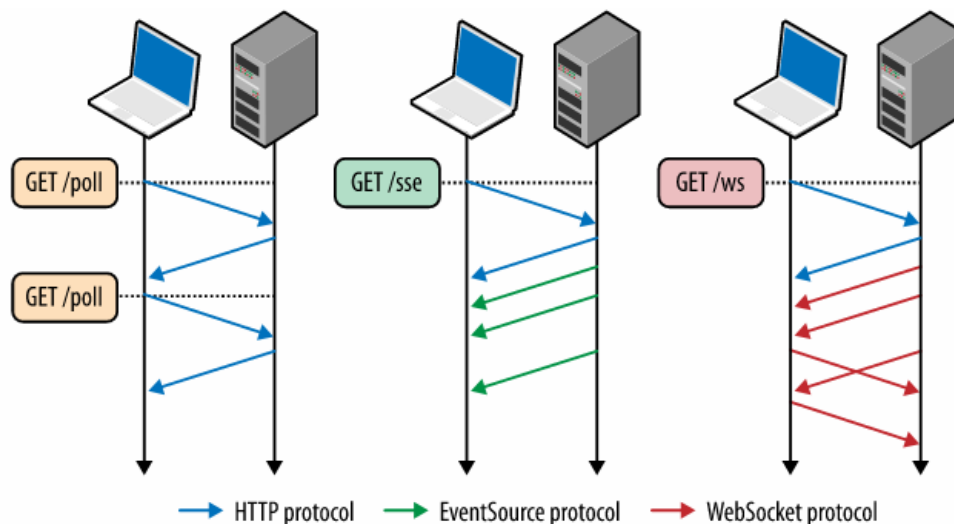 GET /poll
GET /sse
GET /ws
GET /poll
HTTP protocol
EventSource protocol
WebSocket protocol